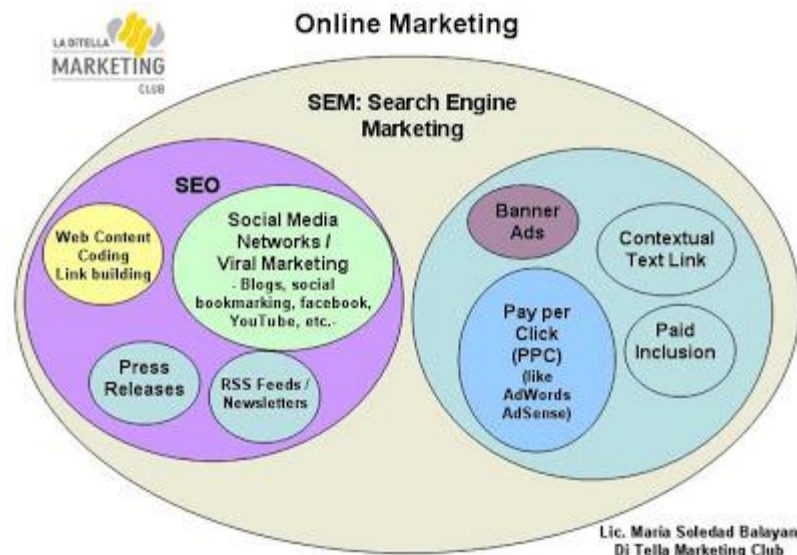 Online Marketing
LA DITELLA
MARKETING
CLUB
SEM: Search Engine
Marketing
SEO
Web Content
Coding
Link building
Social Media
Networks /
Viral Marketing
- Blogs, social
bookmarking, facebook,
YouTube, etc.-
Press
Releases
RSS Feeds /
Newsletters
Banner
Ads
Contextual
Text Link
Pay per
Click
(PPC)
(like
AdWords
AdSense)
Paid
Inclusion
Lic. María Soledad Balayan
Di Tella Marketing Club